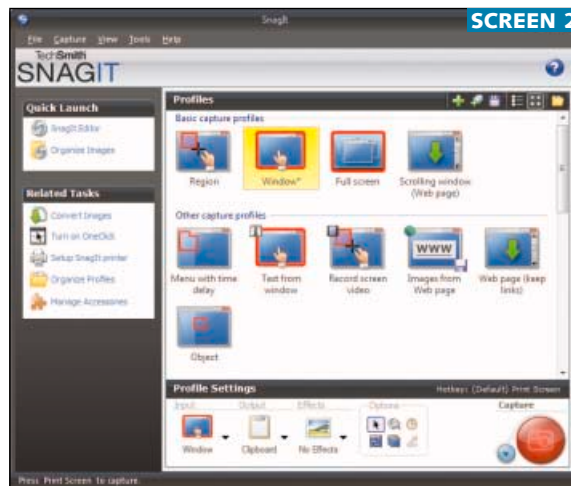 SnagIt
SCREEN 2
File Capture View Tools Help
TechSmith
SNAGIT
Quick Launch
SnagIt Editor
Organize Images
Related Tasks
Convert Images
Turn on OneClick
Setup SnagIt printer
Organize Profiles
Manage Accessories
Profiles
Basic capture profiles
Region
Window*
Full screen
Scrolling window
(Web page)
Other capture profiles
Menu with time
delay
Text from
window
Record screen
video
WWW
Images from
Web page
Web page (keep
links)
Object
Profile Settings
Hotkey: (Default) Print Screen
Input
Output
Effects
Options
Capture
Window
Clipboard
No Effects
Press Print Screen to capture.